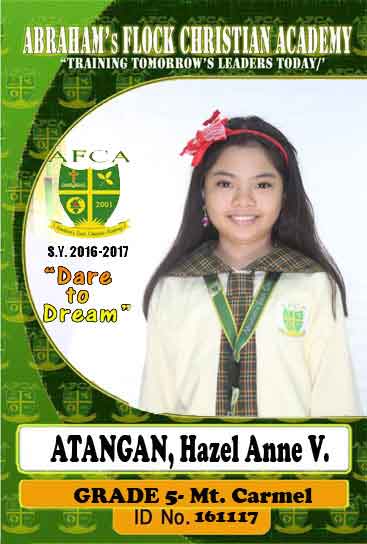 ABRAHAM's FLOCK CHRISTIAN ACADEMY
"TRAINING TOMORROW'S LEADERS TODAY/'
AFCA
2001
S.Y. 2016-2017
"Dare
to
Dream"
AFCA
ATANGAN, Hazel Anne V.
GRADE 5- Mt. Carmel
ID No. 161117